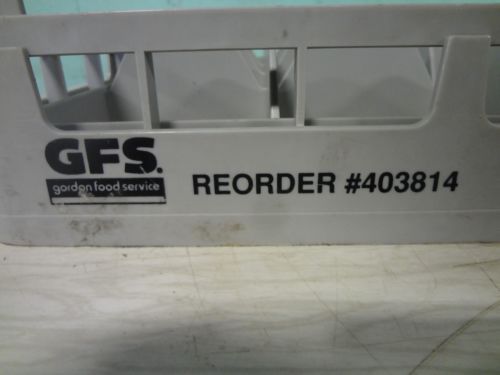 GFS.
gordon food service
REORDER #403814